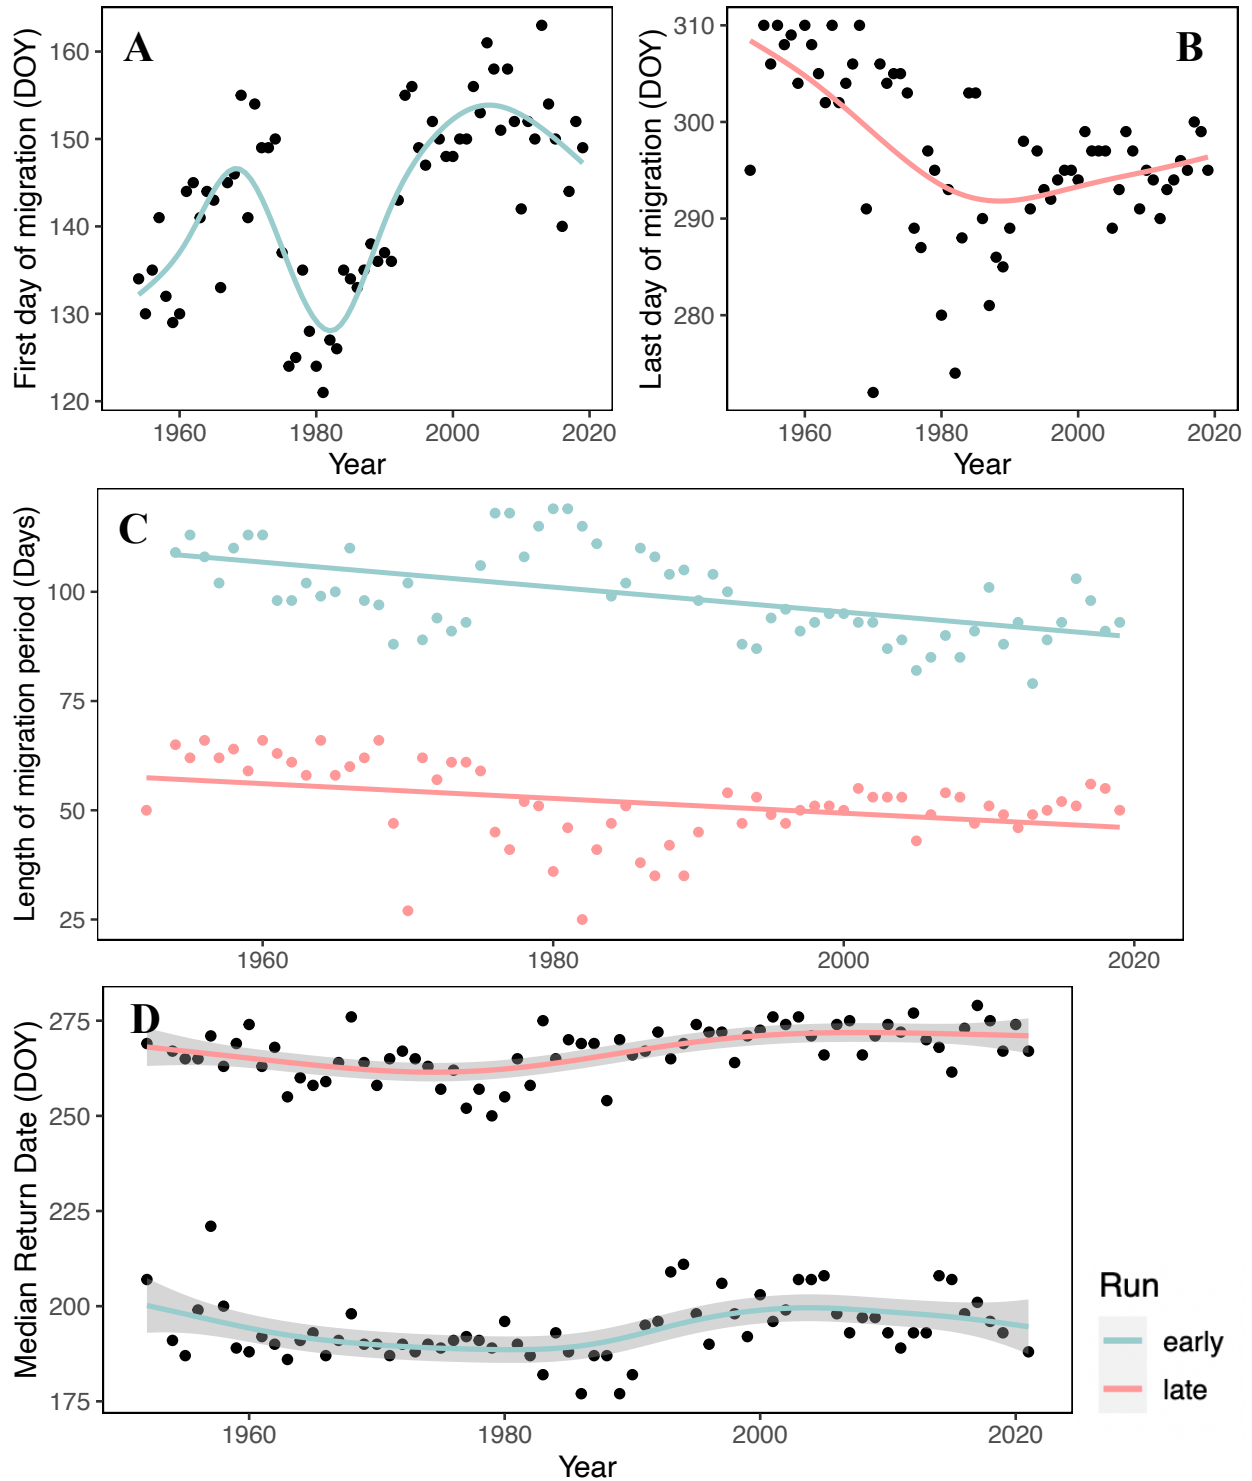 A
First day of migration (DOY)
160
150
140
130
120
1960 1980 2000 2020
Year
B
Last day of migration (DOY)
310
300
290
280
1960 1980 2000 2020
Year
C
Length of migration period (Days)
100
75
50
25
1960 1980 2000 2020
D
Median Return Date (DOY)
275
250
225
200
175
1960 1980 2000 2020
Year
Run
early
late